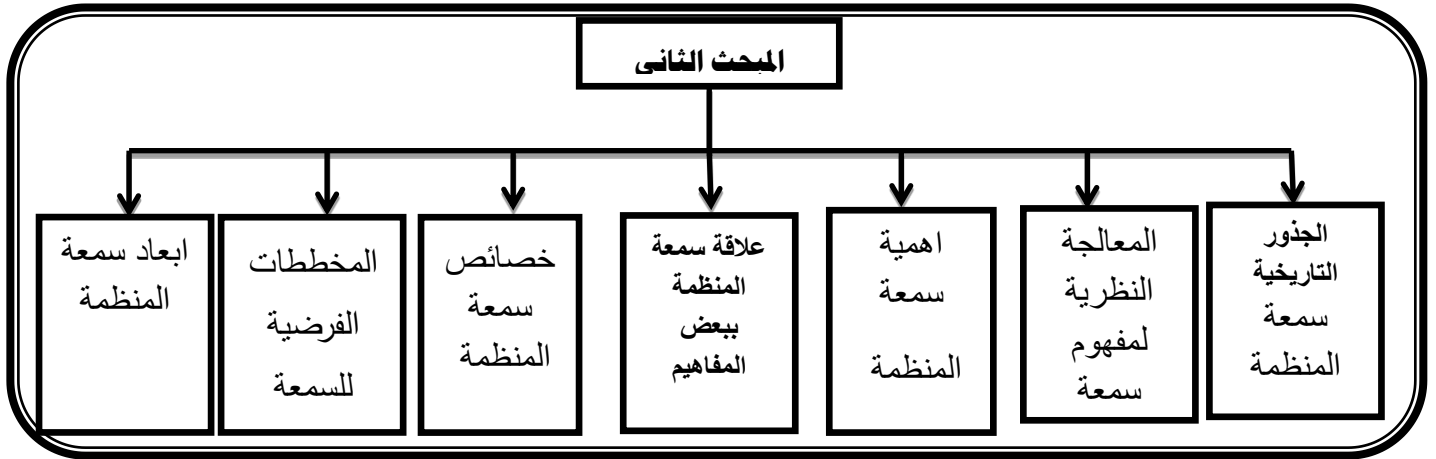 المبحث الثانى
الجذور
التاريخية
سمعة
المنظمة
المعالجة
النظرية
لمفهوم
سمعة
اهمية
سمعة
المنظمة
علاقة سمعة
المنظمة
ببعض
المفاهيم
خصائص
سمعة
المنظمة
المخططات
الفرضية
للسمعة
ابعاد سمعة
المنظمة